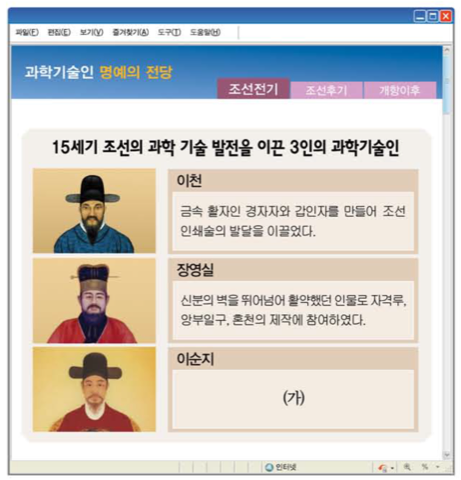 파일(F) 편집(E) 보기(V) 즐겨찾기(A) 도구(T) 도움말(H)
과학기술인 명예의 전당
조선전기 조선후기 개항이후
15세기 조선의 과학 기술 발전을 이끈 3인의 과학기술인
이천
금속 활자인 경자자와 갑인자를 만들어 조선
인쇄술의 발달을 이끌었다.
장영실
신분의 벽을 뛰어넘어 활약했던 인물로 자격루,
앙부일구, 혼천의 제작에 참여하였다.
이순지
(가)
인터넷 %